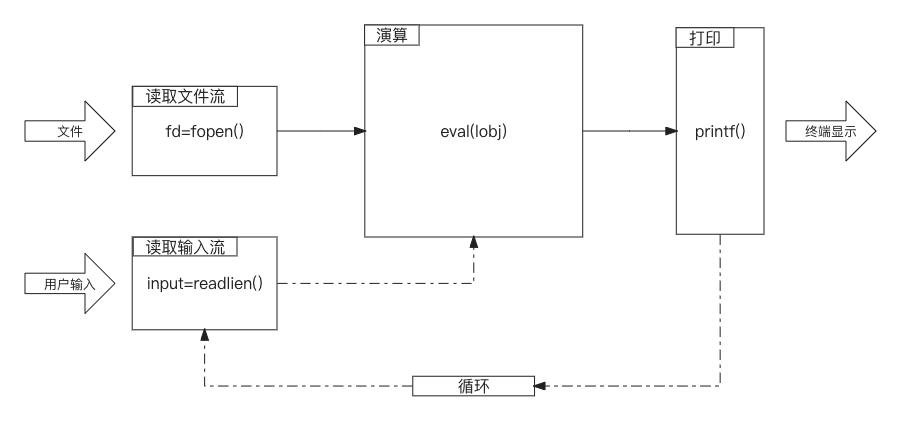 演算
打印
读取文件流
文件
fd=fopen()
eval(lobj)
printf()
终端显示
读取输入流
用户输入
input=readlien()
循环